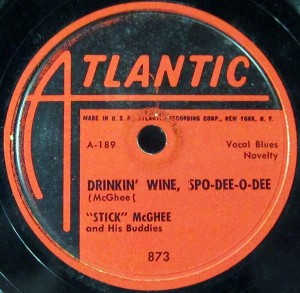 ATLANTIC
MADE IN U. S. A., ATLANTIC RECORDING CORP., NEW YORK, N. Y.
A-189
Vocal Blues
Novelty
DRINKIN' WINE, SPO-DEE-O-DEE
(McGhee(
"STICK" McGHEE
and His Buddies
873